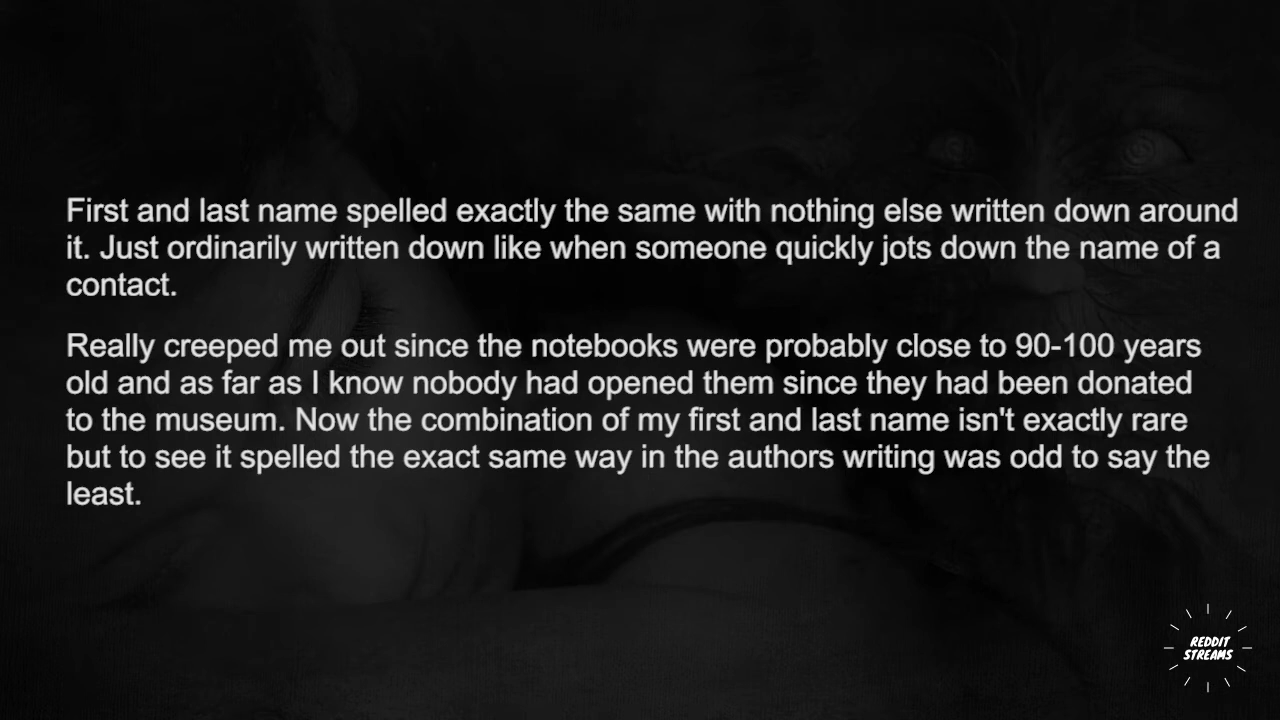 First and last name spelled exactly the same with nothing else written down around
it. Just ordinarily written down like when someone quickly jots down the name of a
contact.
Really creeped me out since the notebooks were probably close to 90-100 years
old and as far as I know nobody had opened them since they had been donated
to the museum. Now the combination of my first and last name isn't exactly rare
but to see it spelled the exact same way in the authors writing was odd to say the
least.
REDDIT
STREAMS